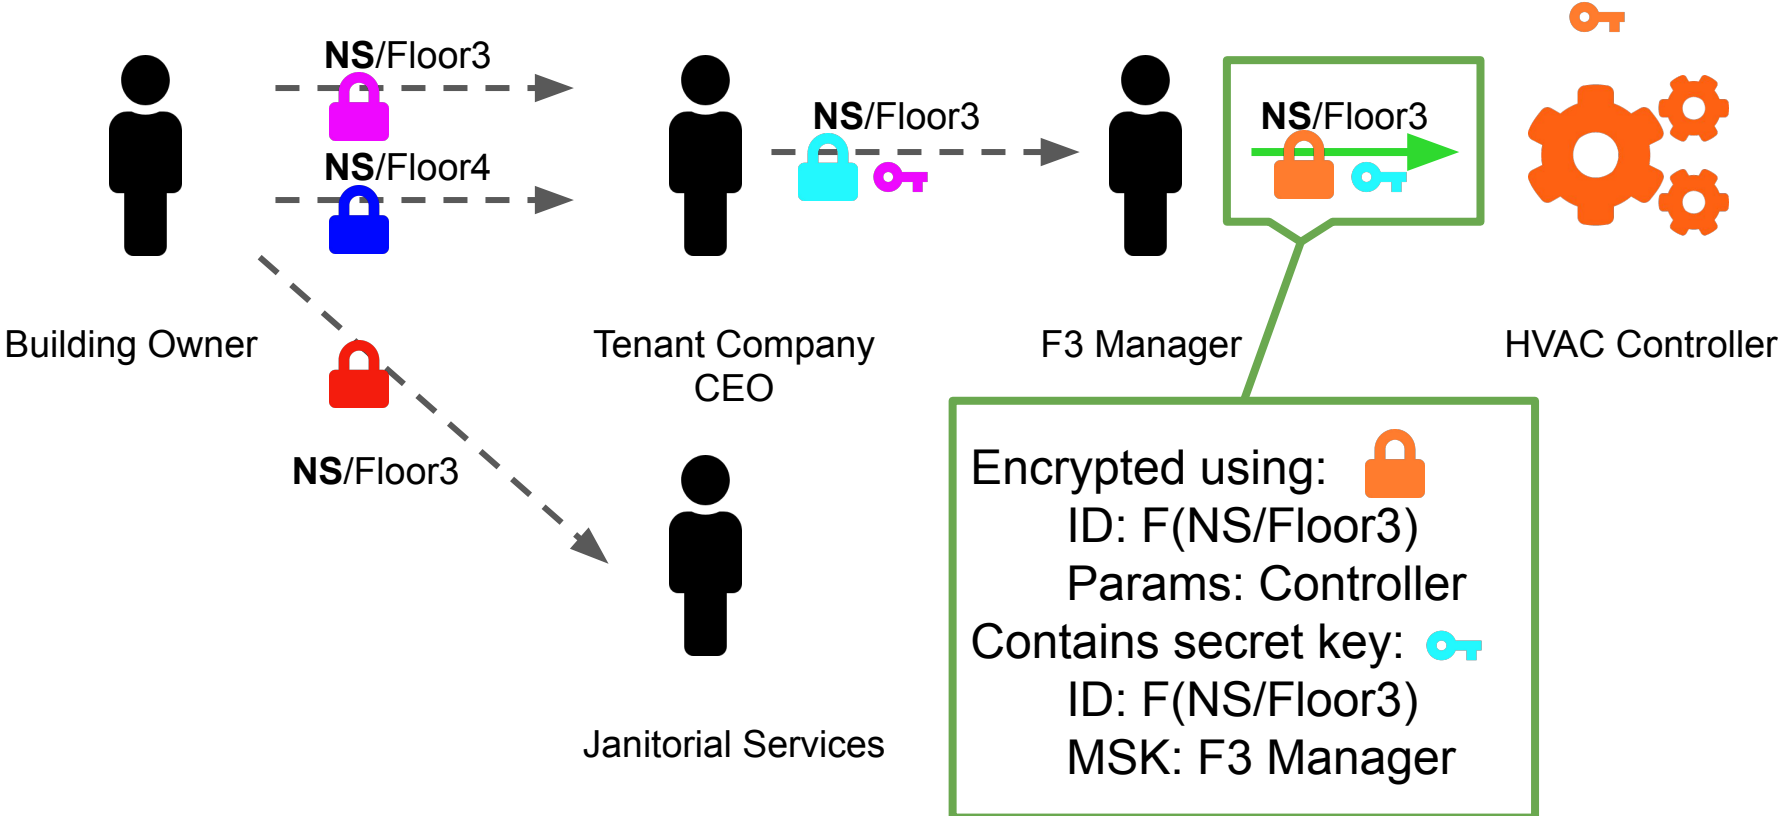 NS/Floor3
NS/Floor4
NS/Floor3
NS/Floor3
Building Owner
Tenant Company
CEO
F3 Manager
HVAC Controller
NS/Floor3
Janitorial Services
Encrypted using:
ID: F(NS/Floor3)
Params: Controller
Contains secret key:
ID: F(NS/Floor3)
MSK: F3 Manager